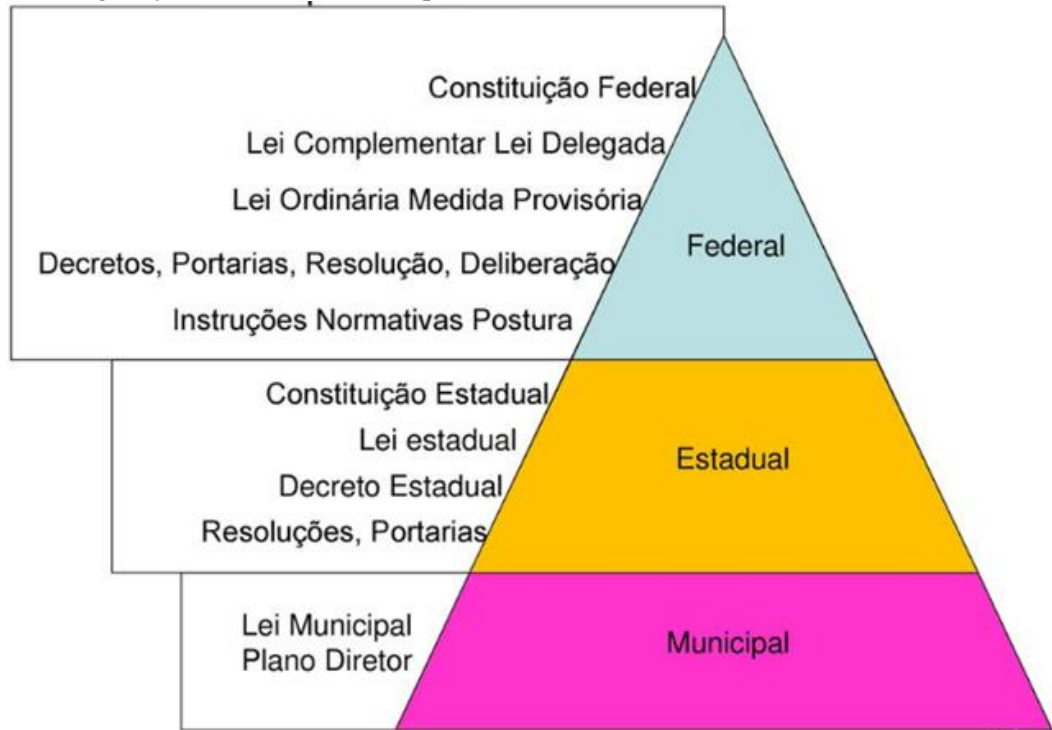 Constituição Federal
Lei Complementar Lei Delegada
Lei Ordinária Medida Provisória
Decretos, Portarias, Resolução, Deliberação
Instruções Normativas Postura
Federal
Constituição Estadual
Lei estadual
Decreto Estadual
Resoluções, Portarias
Estadual
Lei Municipal
Plano Diretor
Municipal